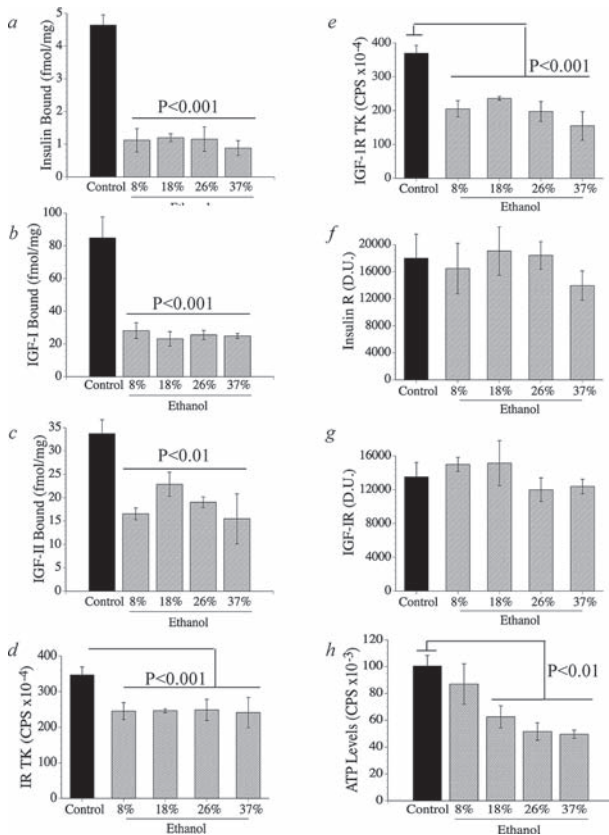 a
Insulin Bound (fmol/mg)
5
4
3
2
1
0
P<0.001
Control 8% 18% 26% 37%
b
IGF-I Bound (fmol/mg)
100
80
60
40
20
0
P<0.001
Control 8% 18% 26% 37%
Ethanol
c
IGF-II Bound (fmol/mg)
35
30
25
20
15
10
5
0
P<0.01
Control 8% 18% 26% 37%
Ethanol
d
IR TK (CPS x10-4)
400
300
200
100
0
P<0.001
Control 8% 18% 26% 37%
Ethanol
e
IGF-1R TK (CPS x10-4)
400
300
200
100
0
P<0.001
Control 8% 18% 26% 37%
Ethanol
f
Insulin R (D.U.)
20000
16000
12000
8000
4000
0
Control 8% 18% 26% 37%
Ethanol
g
IGF-IR (D.U.)
16000
12000
8000
4000
0
Control 8% 18% 26% 37%
Ethanol
h
ATP Levels (CPS x10-3)
120
100
80
60
40
20
0
P<0.01
Control 8% 18% 26% 37%
Ethanol